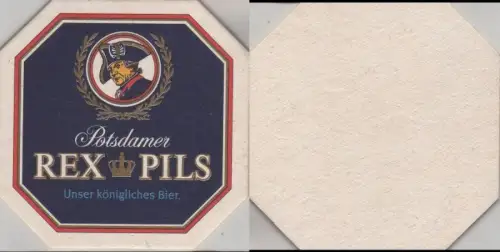 Potsdamer
REX PILS
Unser königliches Bier.